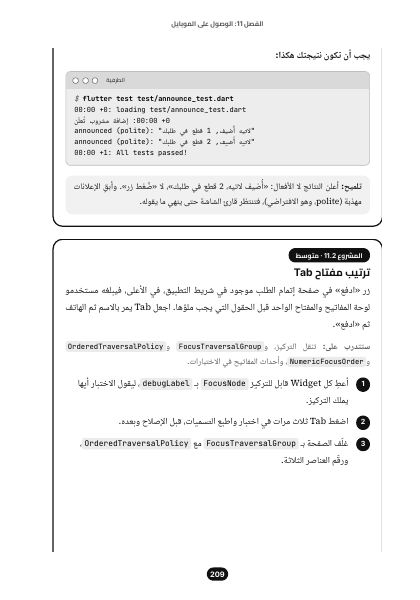 الفصل 11: الوصول على الموبايل
يجب أن تكون نتيجتك هكذا:
الطرفية
$ flutter test test/announce_test.dart
00:00 +0: loading test/announce_test.dart
00:00 +0: إضافة مشروب تُعلَن
announced (polite): "لاتيه أُضيف, 1 قطع في طلبك"
announced (polite): "لاتيه أُضيف, 2 قطع في طلبك"
00:00 +1: All tests passed!
تلميح: أعلن النتائج لا الأفعال: «أُضيف لاتيه، 2 قطع في طلبك»، لا «ضُغط زر». وأبقِ الإعلانات
مهذبة (polite، وهو الافتراضي)، فتنتظر قارئ الشاشة حتى ينهي ما يقوله.
المشروع 11.2 · متوسط
ترتيب مفتاح Tab
زر «ادفع» في صفحة إتمام الطلب موجود في شريط التطبيق، في الأعلى، فيبلغه مستخدمو
لوحة المفاتيح والمفتاح الواحد قبل الحقول التي يجب ملؤها. اجعل Tab يمر بالاسم ثم الهاتف
ثم «ادفع».
ستتدرب على: تنقل التركيز، و FocusTraversalGroup و OrderedTraversalPolicy
و NumericFocusOrder، وأحداث المفاتيح في الاختبارات.
1 أعطِ كل Widget قابل للتركيز FocusNode بـ debugLabel، ليقول الاختبار أيها
يملك التركيز.
2 اضغط Tab ثلاث مرات في اختبار واطبع التسميات، قبل الإصلاح وبعده.
3 غلّف الصفحة بـ FocusTraversalGroup مع OrderedTraversalPolicy،
ورقّم العناصر الثلاثة.
209